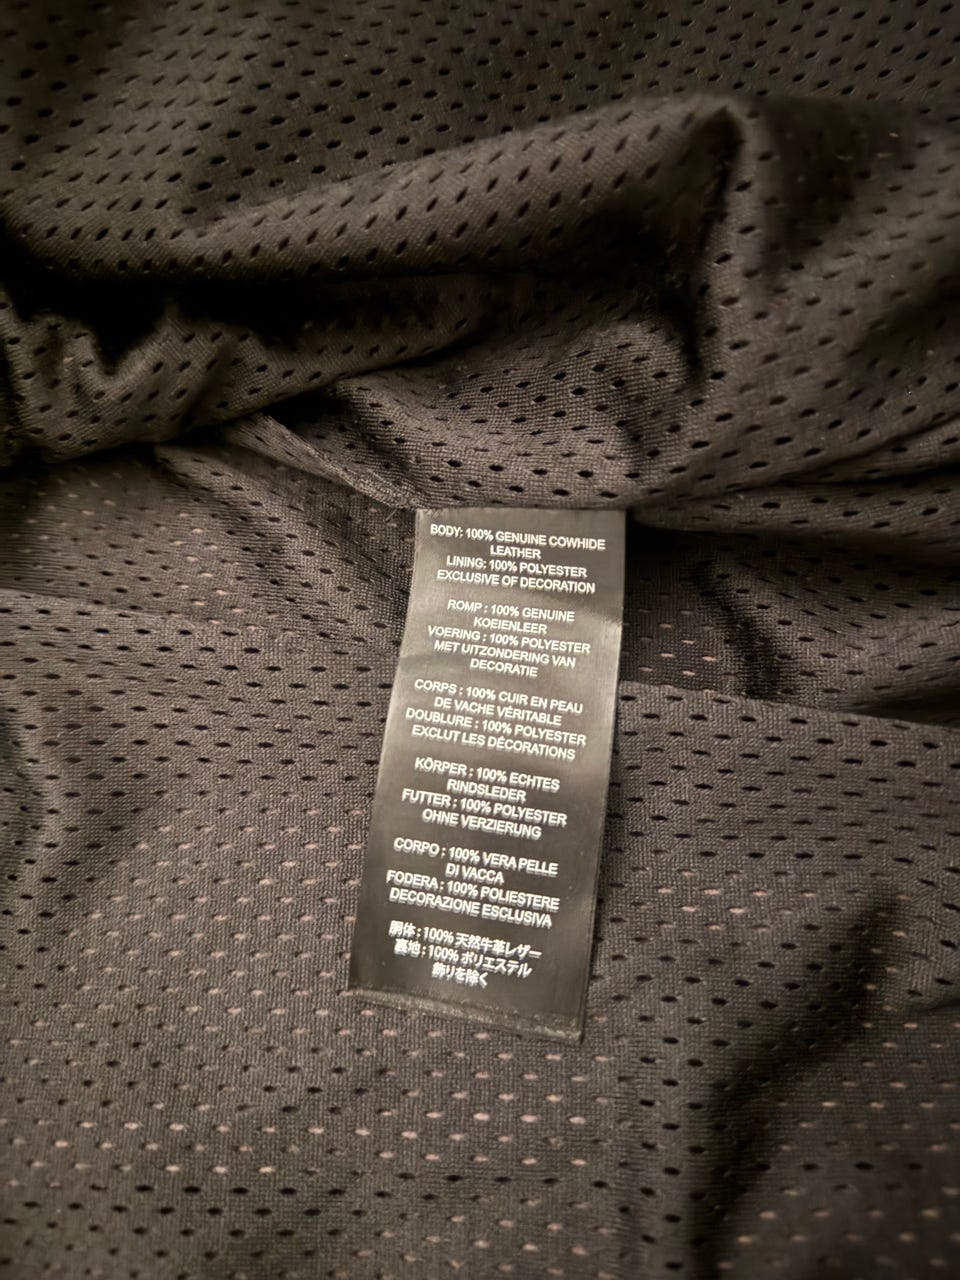 BODY: 100% GENUINE COWHIDE
LEATHER
LINING: 100% POLYESTER
EXCLUSIVE OF DECORATION
ROMP : 100% GENUINE
KOEIENLEER
VOERING : 100% POLYESTER
MET UITZONDERING VAN
DECORATIE
CORPS : 100% CUIR EN PEAU
DE VACHE VÉRITABLE
DOUBLURE : 100% POLYESTER
EXCLUT LES DÉCORATIONS
KÖRPER : 100% ECHTES
RINDSLEDER
FUTTER : 100% POLYESTER
OHNE VERZIERUNG
CORPO : 100% VERA PELLE
DI VACCA
FODERA : 100% POLIESTERE
DECORAZIONE ESCLUSIVA
胴体 : 100% 天然牛革レザー
裏地 : 100% ポリエステル
飾りを除く